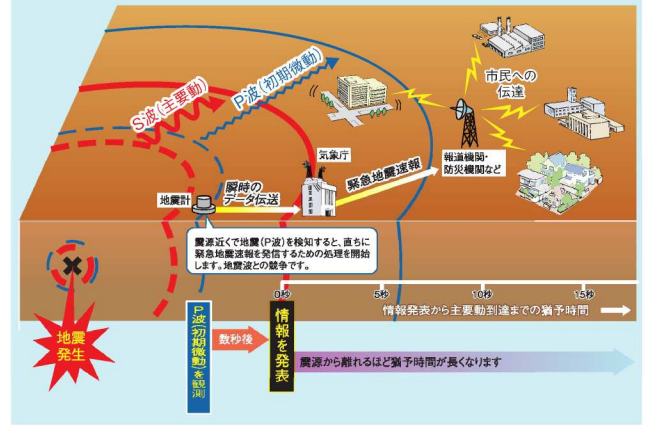 市民への
伝達
P波(初期微動)
S波(主要動)
気象庁
緊急地震速報
報道機関・
防災機関など
地震計
瞬時の
データ伝送
震源近くで地震(P波)を検知すると、直ちに
緊急地震速報を発信するための処理を開始
します。地震波との競争です。
0秒
5秒
10秒
15秒
情報発表から主要動到達までの猶予時間
地震
発生
P波(初期微動)を観測
数秒後
情報を発表
震源から離れるほど猶予時間が長くなります